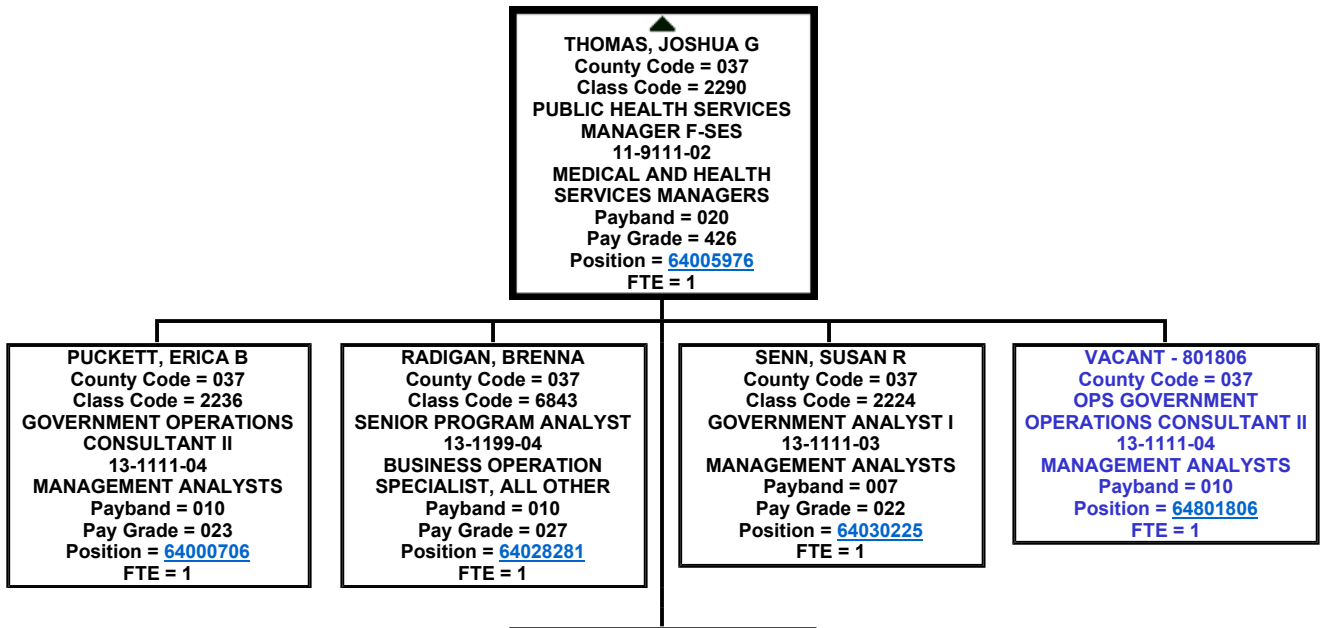 THOMAS, JOSHUA G
County Code = 037
Class Code = 2290
PUBLIC HEALTH SERVICES
MANAGER F-SES
11-9111-02
MEDICAL AND HEALTH
SERVICES MANAGERS
Payband = 020
Pay Grade = 426
Position = 64005976
FTE = 1
PUCKETT, ERICA B
County Code = 037
Class Code = 2236
GOVERNMENT OPERATIONS
CONSULTANT II
13-1111-04
MANAGEMENT ANALYSTS
Payband = 010
Pay Grade = 023
Position = 64000706
FTE = 1
RADIGAN, BRENNA
County Code = 037
Class Code = 6843
SENIOR PROGRAM ANALYST
13-1199-04
BUSINESS OPERATION
SPECIALIST, ALL OTHER
Payband = 010
Pay Grade = 027
Position = 64028281
FTE = 1
SENN, SUSAN R
County Code = 037
Class Code = 2224
GOVERNMENT ANALYST I
13-1111-03
MANAGEMENT ANALYSTS
Payband = 007
Pay Grade = 022
Position = 64030225
FTE = 1
VACANT - 801806
County Code = 037
OPS GOVERNMENT
OPERATIONS CONSULTANT II
13-1111-04
MANAGEMENT ANALYSTS
Payband = 010
Position = 64801806
FTE = 1